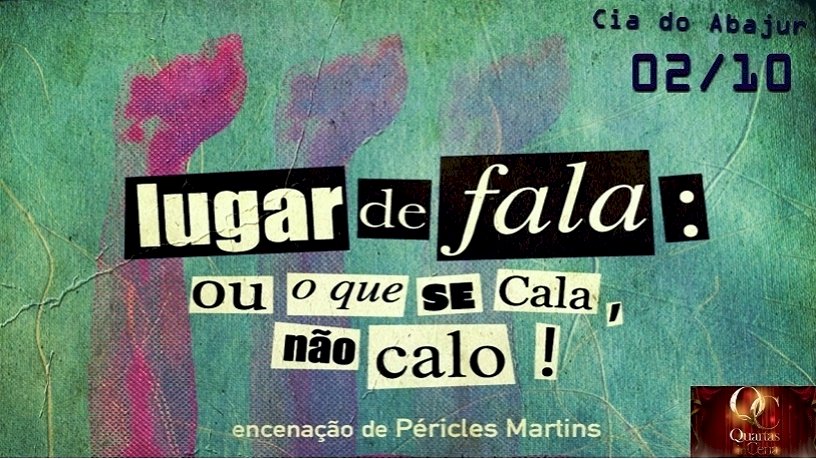 Cia do Abajur
02/10
lugar de fala:
ou o que SE Cala,
não calo !
encenação de Péricles Martins
QC
Quartas
em Cena